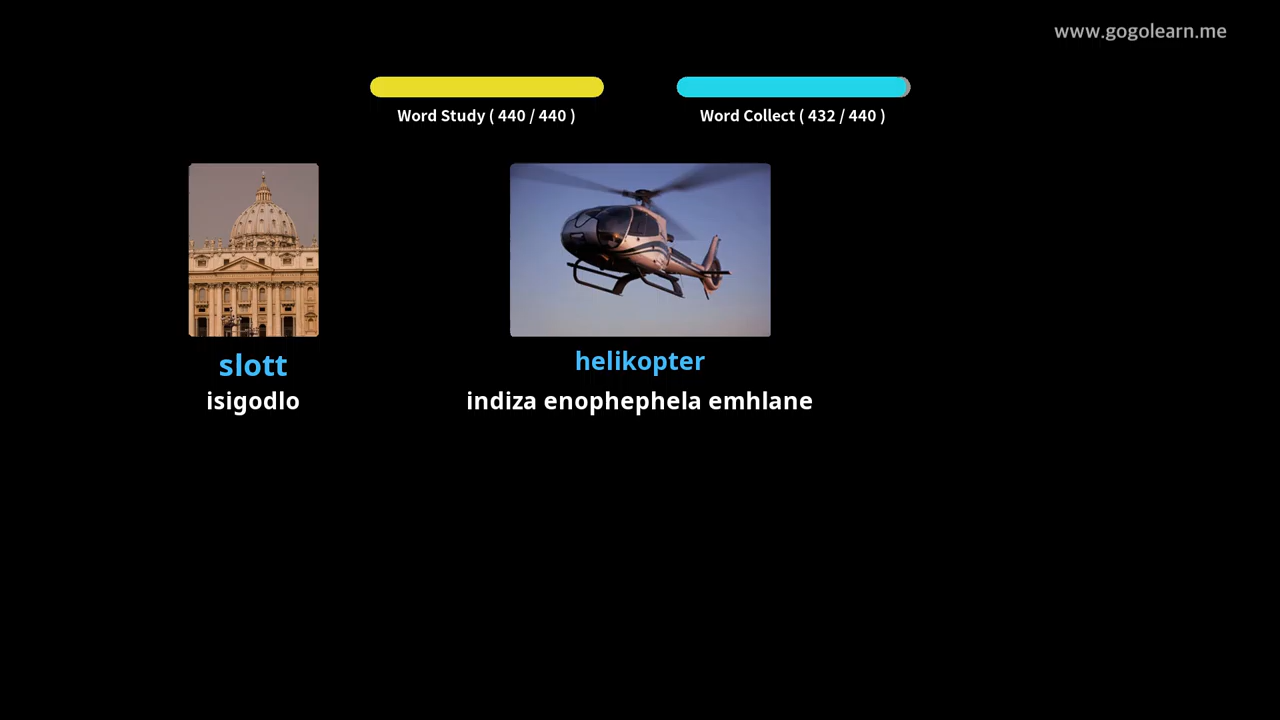 www.gogolearn.me
Word Study ( 440 / 440 )
Word Collect ( 432 / 440 )
slott
isigodlo
helikopter
indiza enophephela emhlane